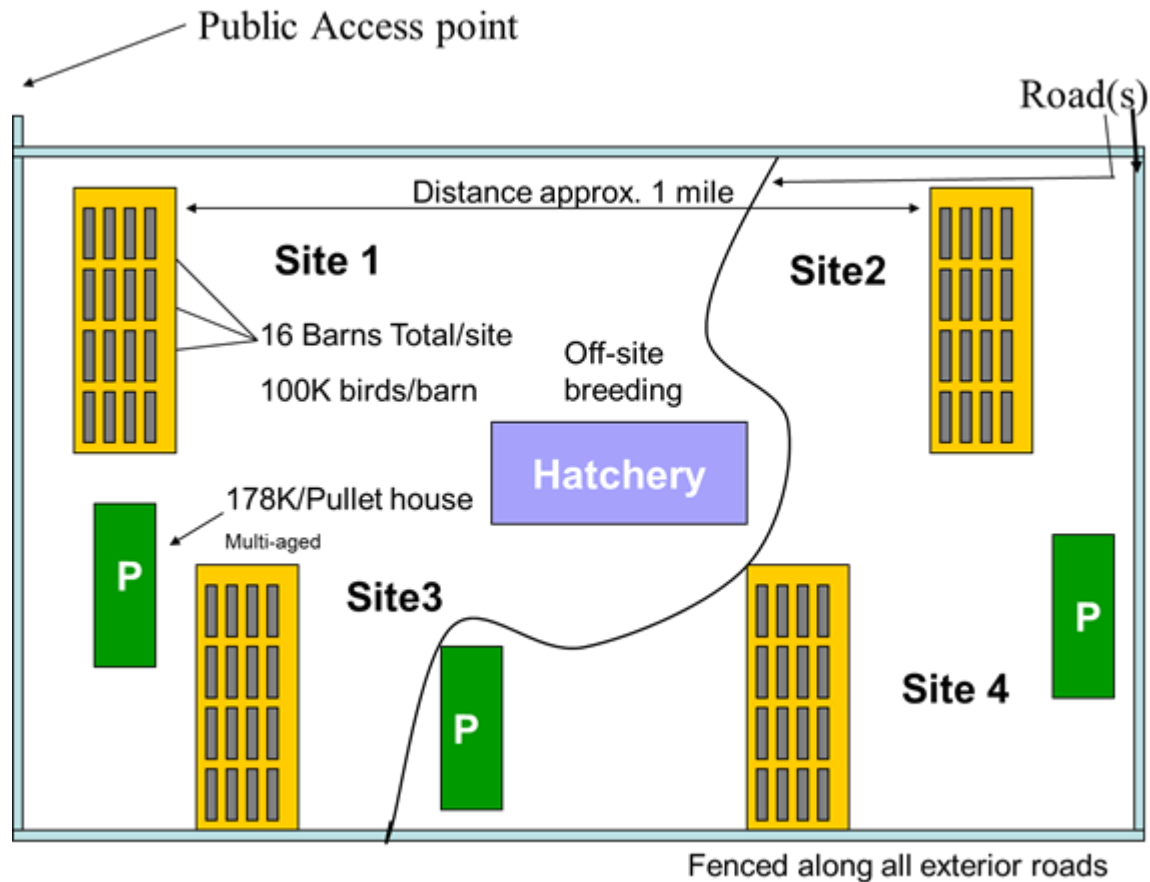 Public Access point
Road(s)
Distance approx. 1 mile
Site 1
Site2
16 Barns Total/site
Off-site
breeding
100K birds/barn
Hatchery
178K/Pullet house
Multi-aged
P
Site3
P
P
Site 4
Fenced along all exterior roads